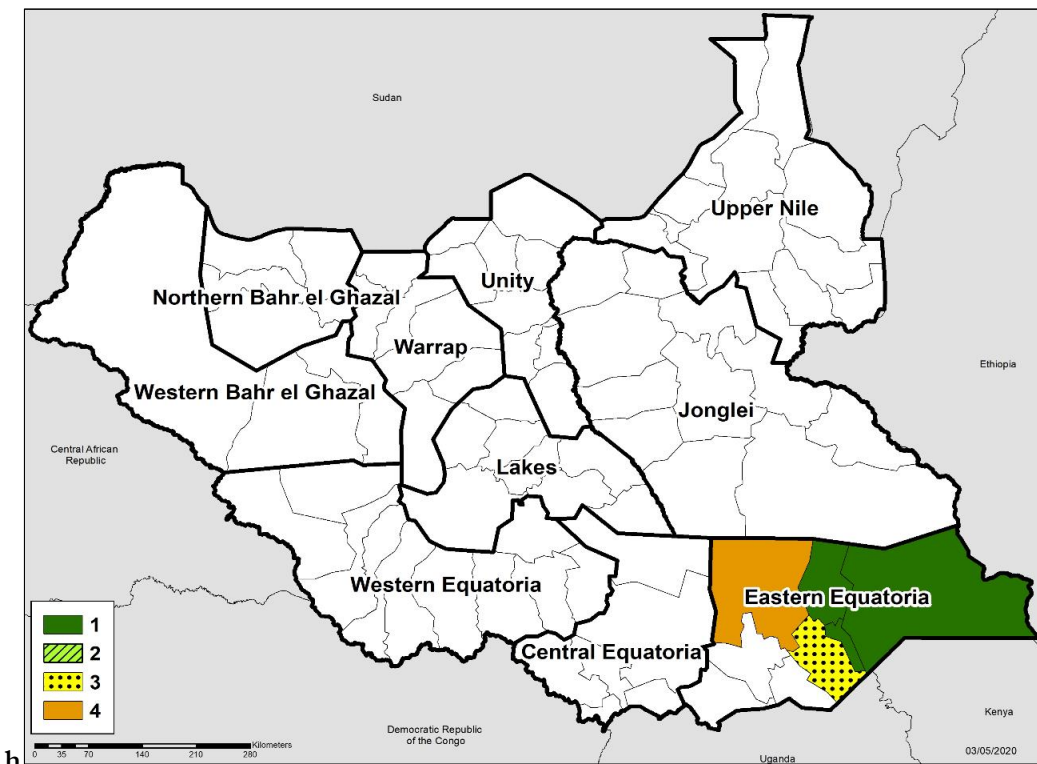 Sudan
Upper Nile
Unity
Northern Bahr el Ghazal
Warrap
Ethiopia
Western Bahr el Ghazal
Jonglei
Central African
Republic
Lakes
Western Equatoria
Eastern Equatoria
1
2
3
4
Central Equatoria
Kenya
Democratic Republic
of the Congo
Kilometers
0 35 70 140 210 280
Uganda
03/05/2020
h